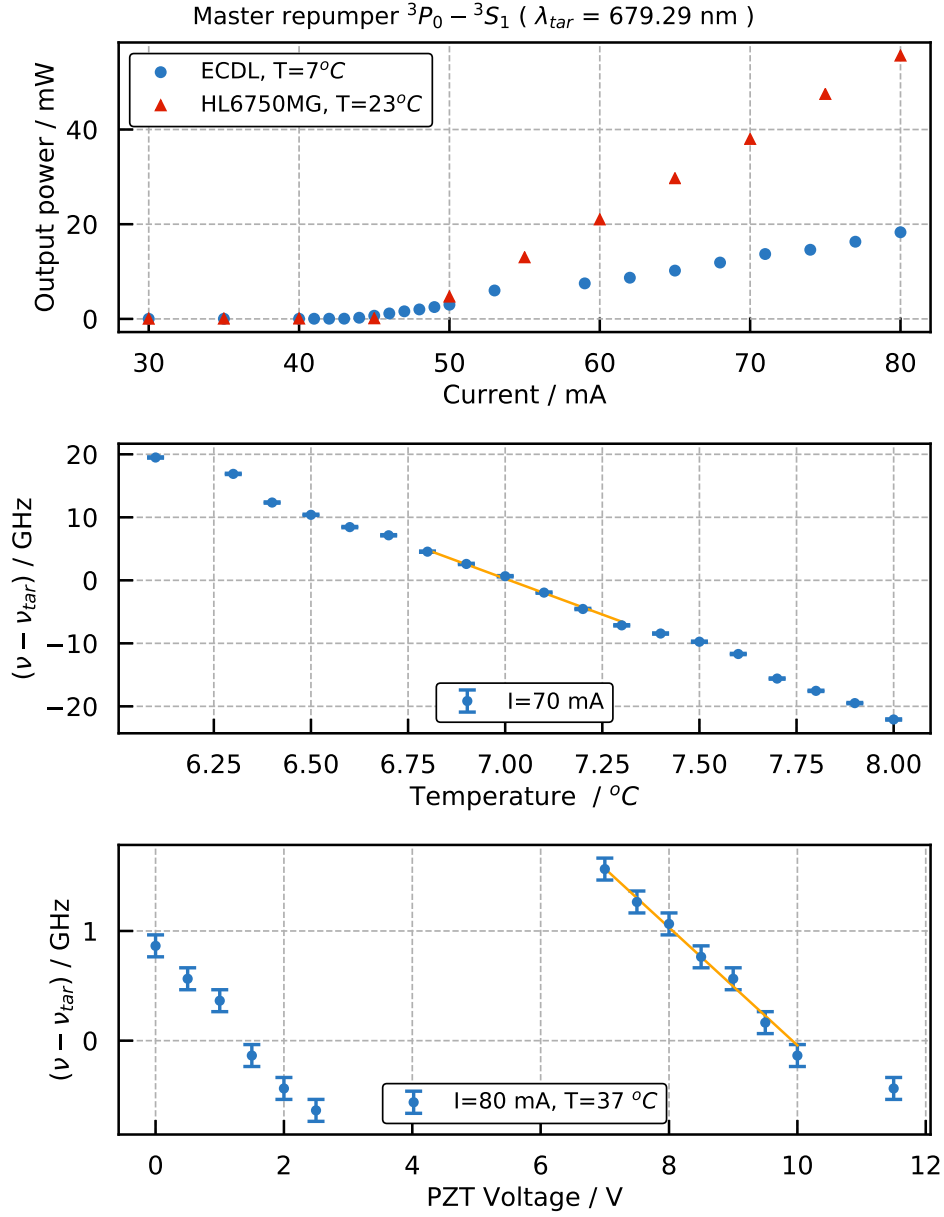 Master repumper ³P₀ − ³S₁ ( λₜₐᵣ = 679.29 nm )
Output power / mW
40
20
0
ECDL, T=7°C
HL6750MG, T=23°C
30 40 50 60 70 80
Current / mA
(ν − νₜₐᵣ) / GHz
20
10
0
−10
−20
I=70 mA
6.25 6.50 6.75 7.00 7.25 7.50 7.75 8.00
Temperature / °C
(ν − νₜₐᵣ) / GHz
1
0
I=80 mA, T=37 °C
0 2 4 6 8 10 12
PZT Voltage / V